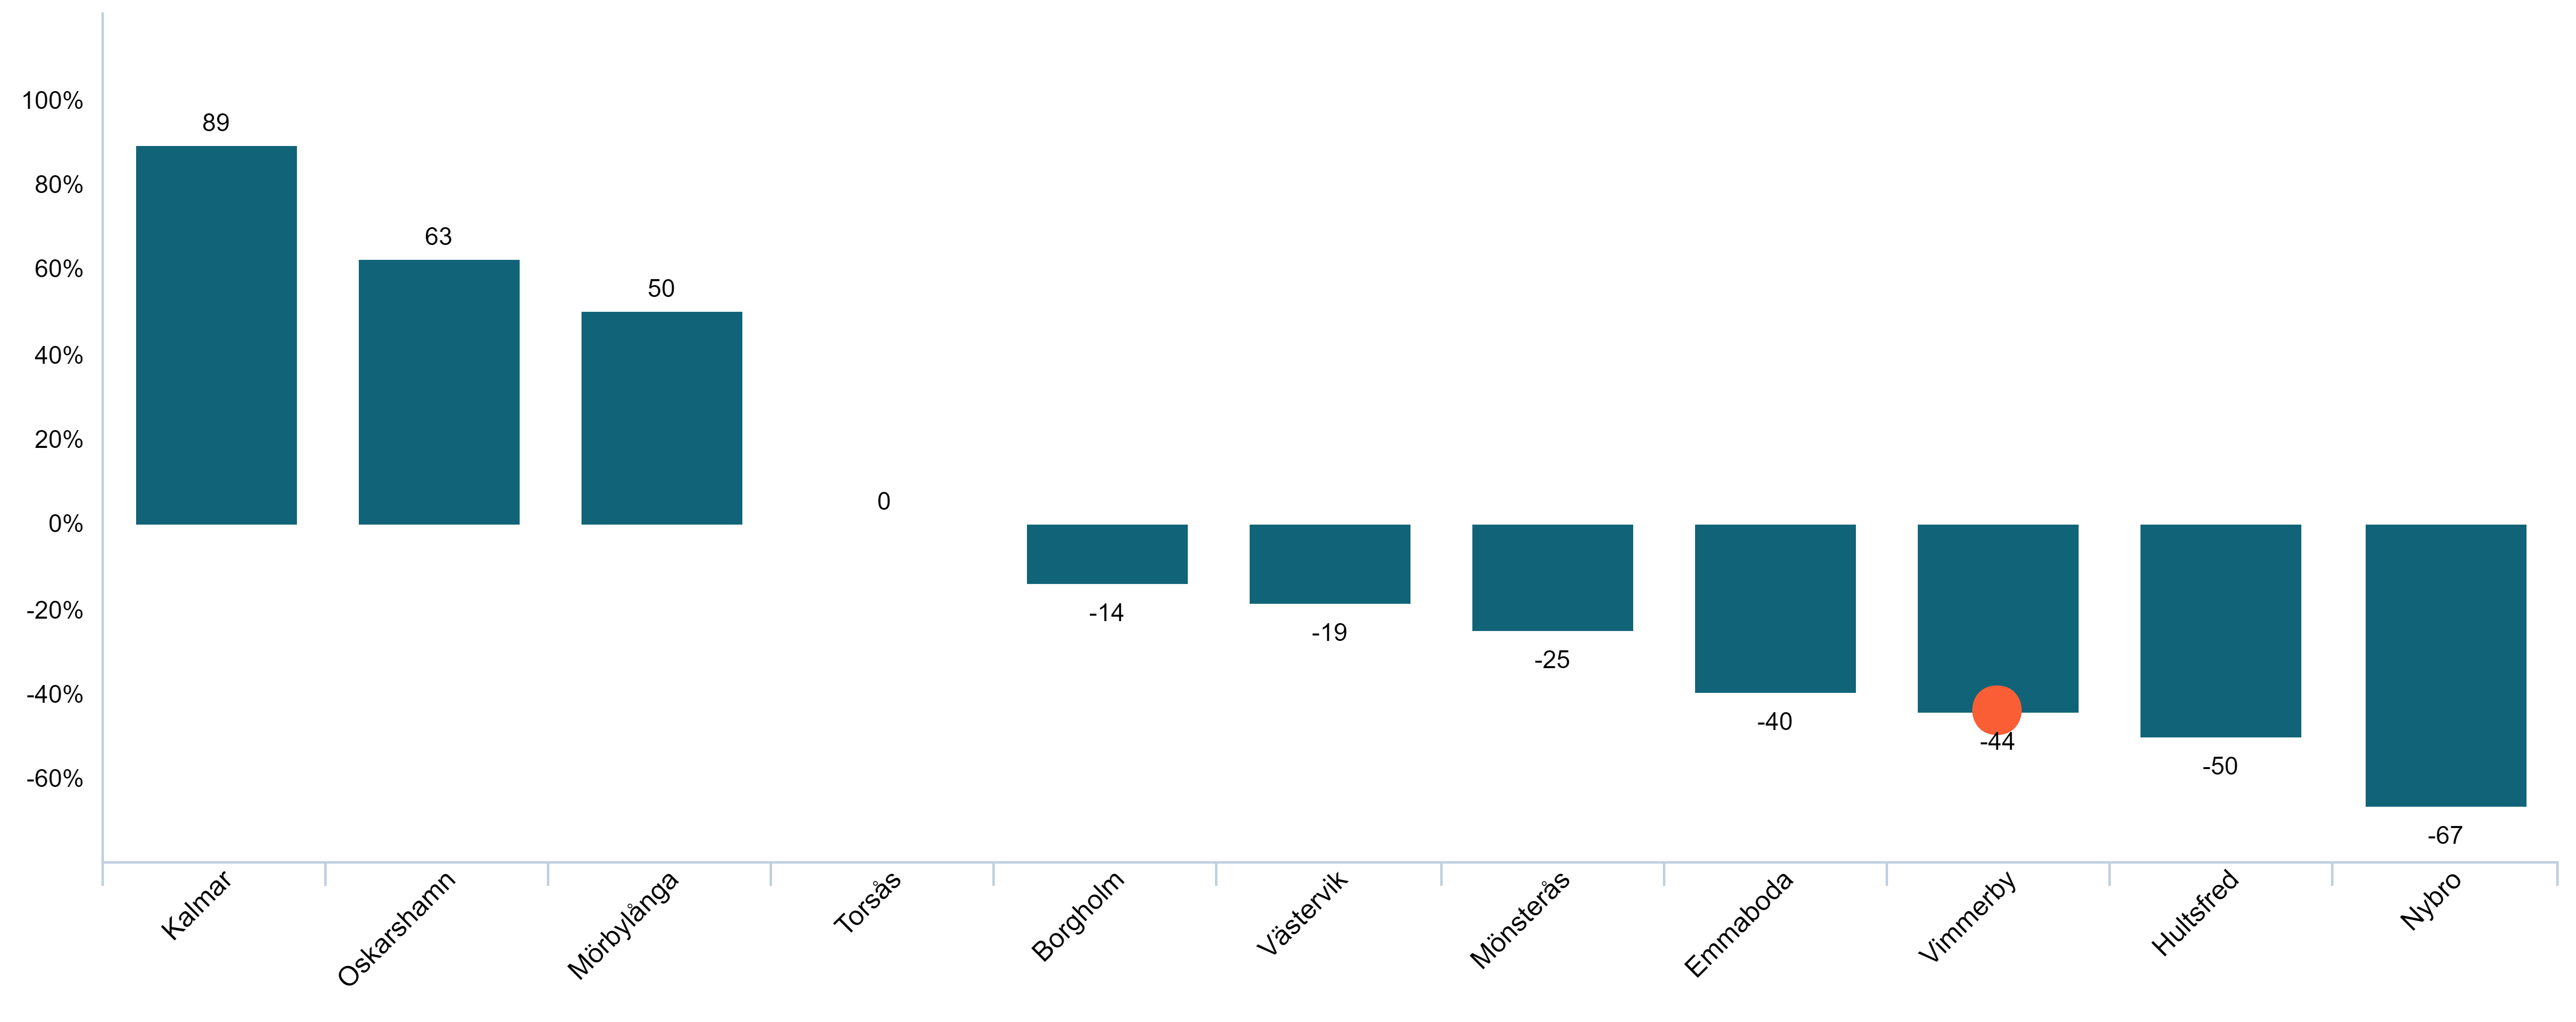 100%
80%
60%
40%
20%
0%
-20%
-40%
-60%
89
63
50
0
-14
-19
-25
-40
-44
-50
-67
Kalmar
Oskarshamn
Mörbylånga
Torsås
Borgholm
Västervik
Mönsterås
Emmaboda
Vimmerby
Hultsfred
Nybro